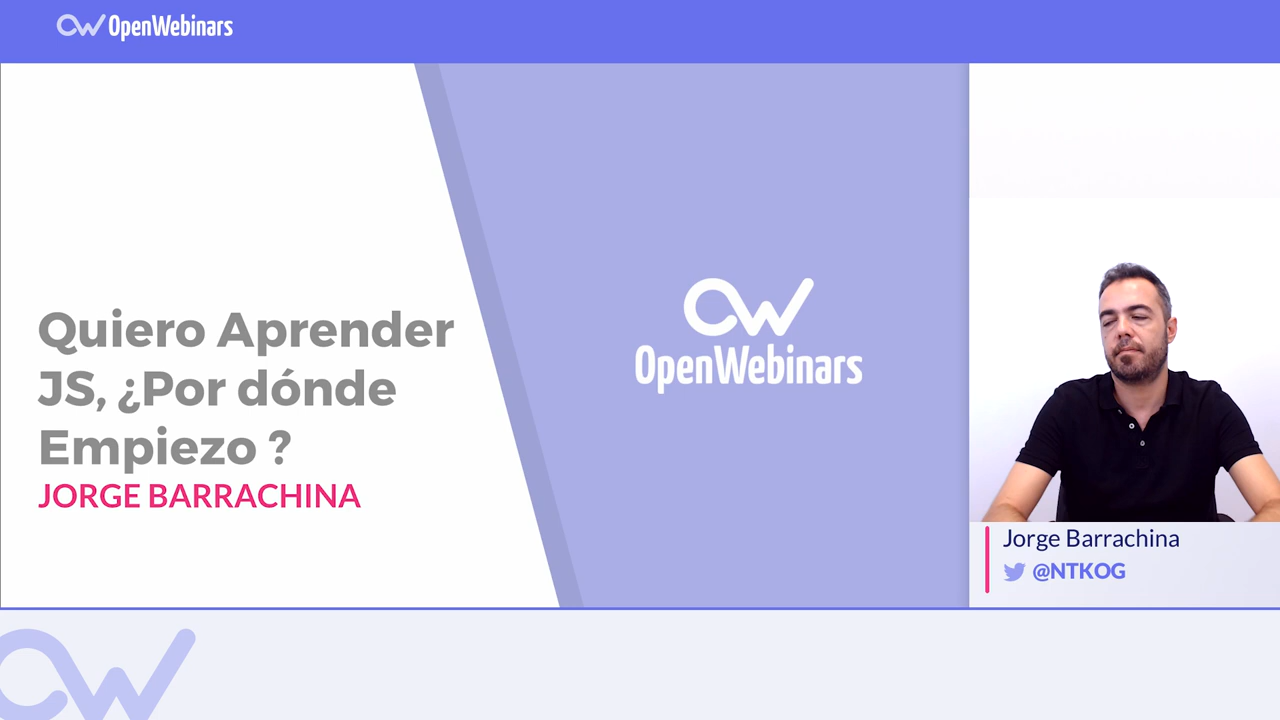 OpenWebinars
Quiero Aprender
JS, ¿Por dónde
Empiezo ?
JORGE BARRACHINA
OpenWebinars
Jorge Barrachina
@NTKOG